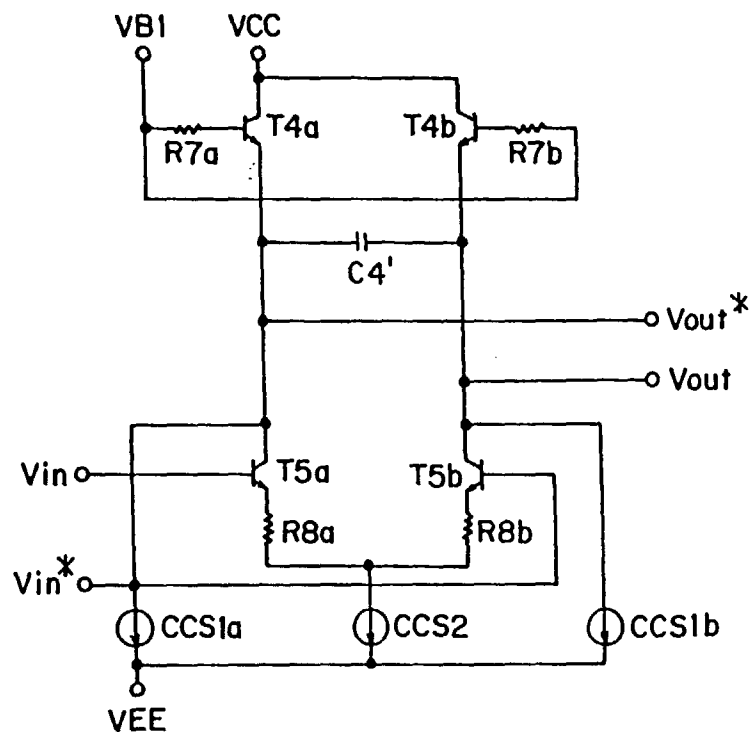 VB1 VCC
T4a T4b
R7a R7b
C4'
Vout*
Vout
Vin T5a T5b
R8a R8b
Vin*
CCS1a CCS2 CCS1b
VEE